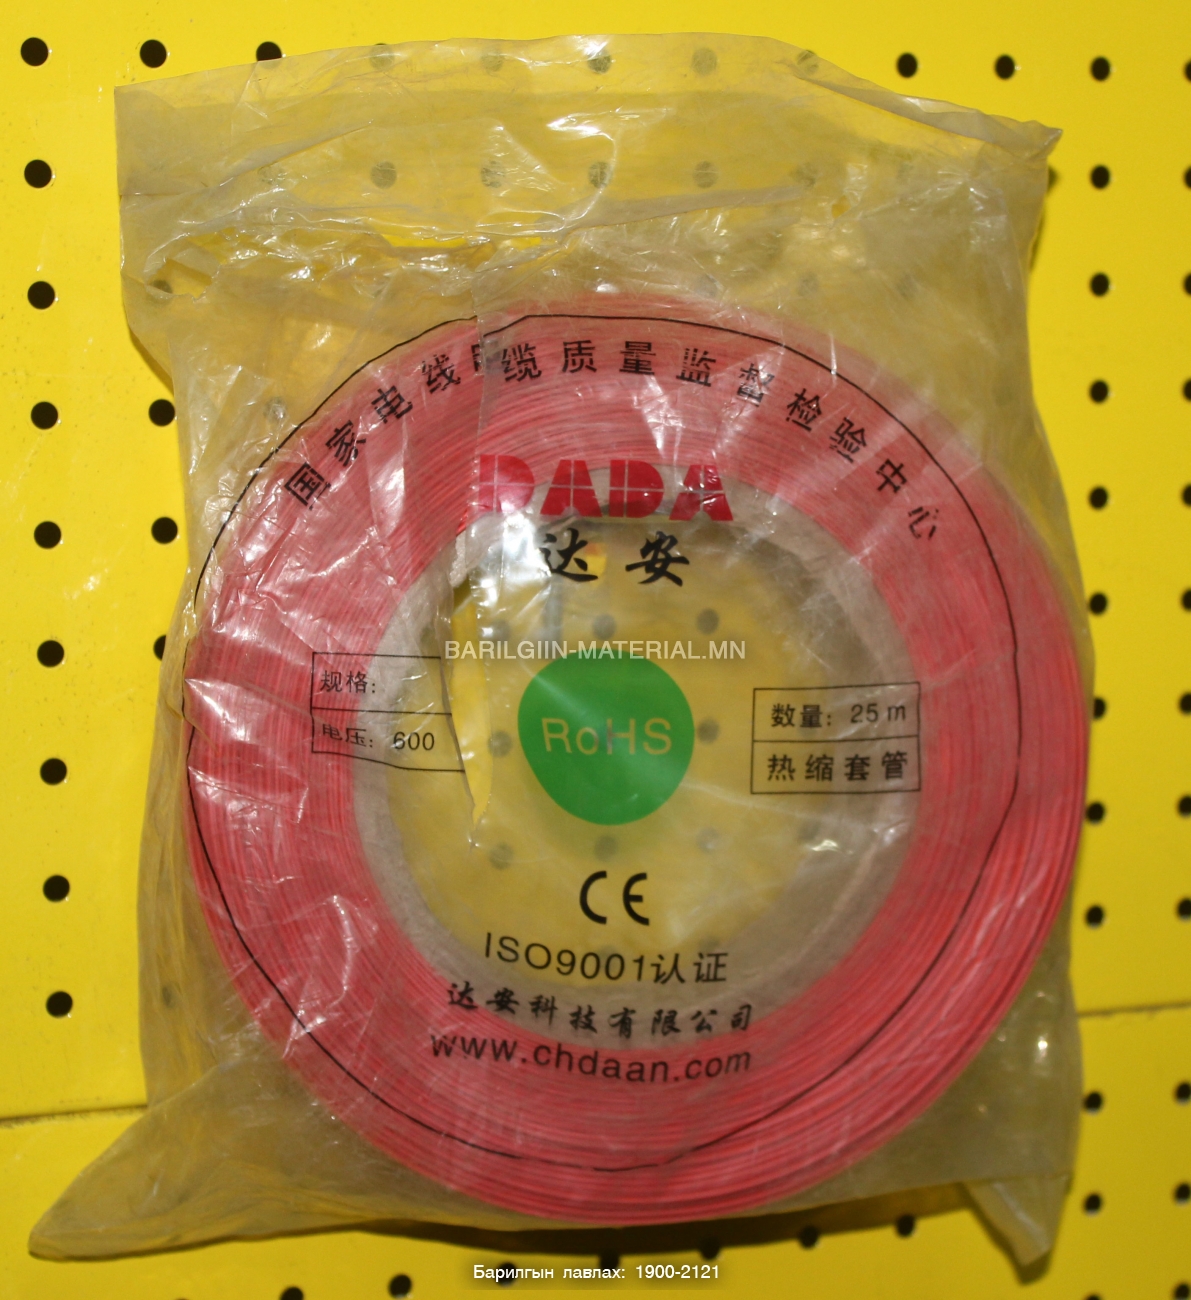 国家电线电缆质量监督检验中心
DADA
达安
BARILGIIN-MATERIAL.MN
规格:
电压: 600
RoHS
数量: 25m
热缩套管
CE
ISO9001认证
达安科技有限公司
www.chdaan.com
Барилгын лавлах: 1900-2121